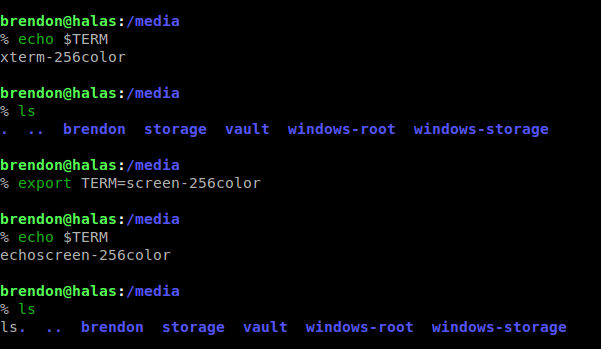 brendon@halas:/media
% echo $TERM
xterm-256color
brendon@halas:/media
% ls
.  ..  brendon  storage  vault  windows-root  windows-storage
brendon@halas:/media
% export TERM=screen-256color
brendon@halas:/media
% echo $TERM
echoscreen-256color
brendon@halas:/media
% ls
ls.  ..  brendon  storage  vault  windows-root  windows-storage